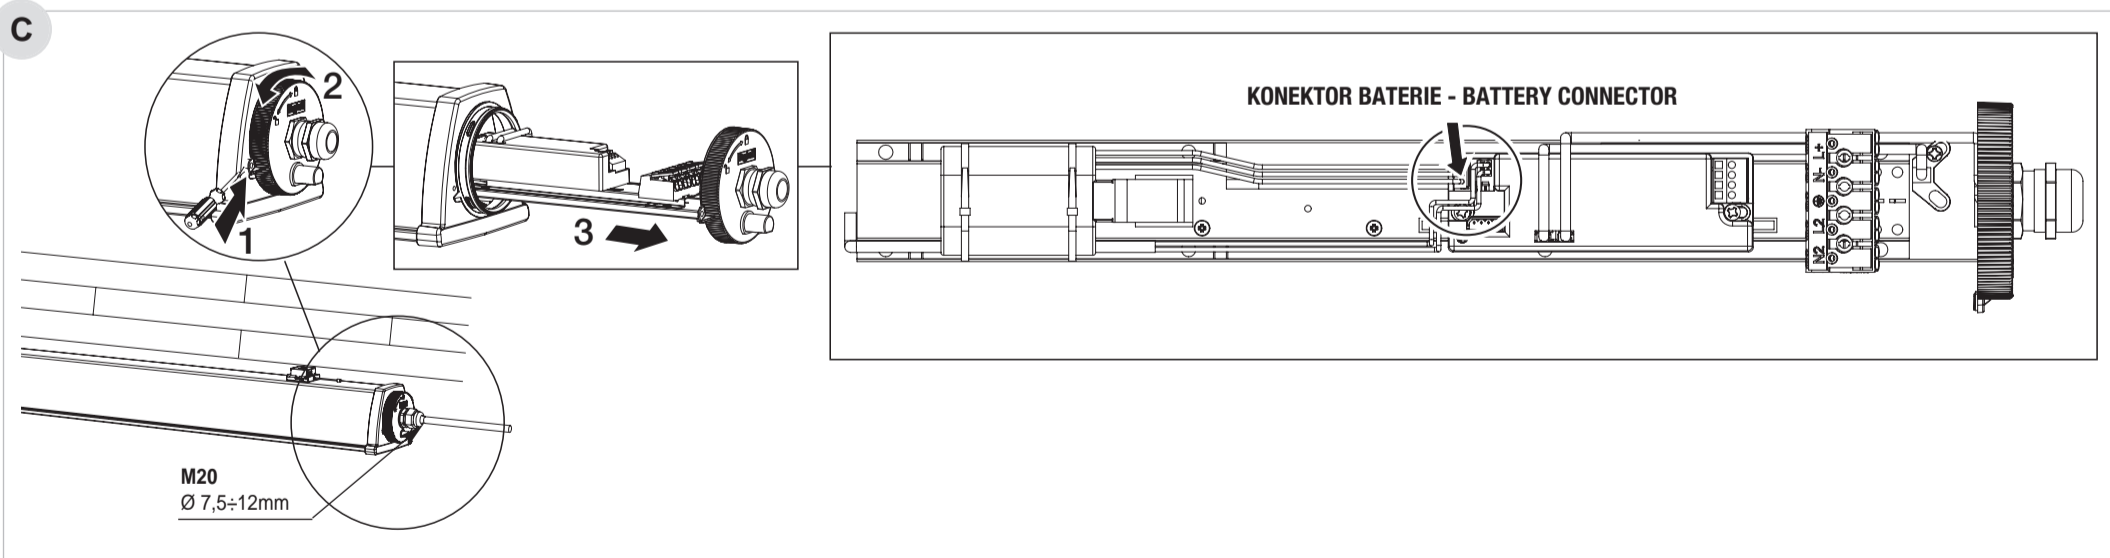 C
2
1
3
KONEKTOR BATERIE - BATTERY CONNECTOR
L+
N-
L2
N2
M20
Ø 7,5÷12mm